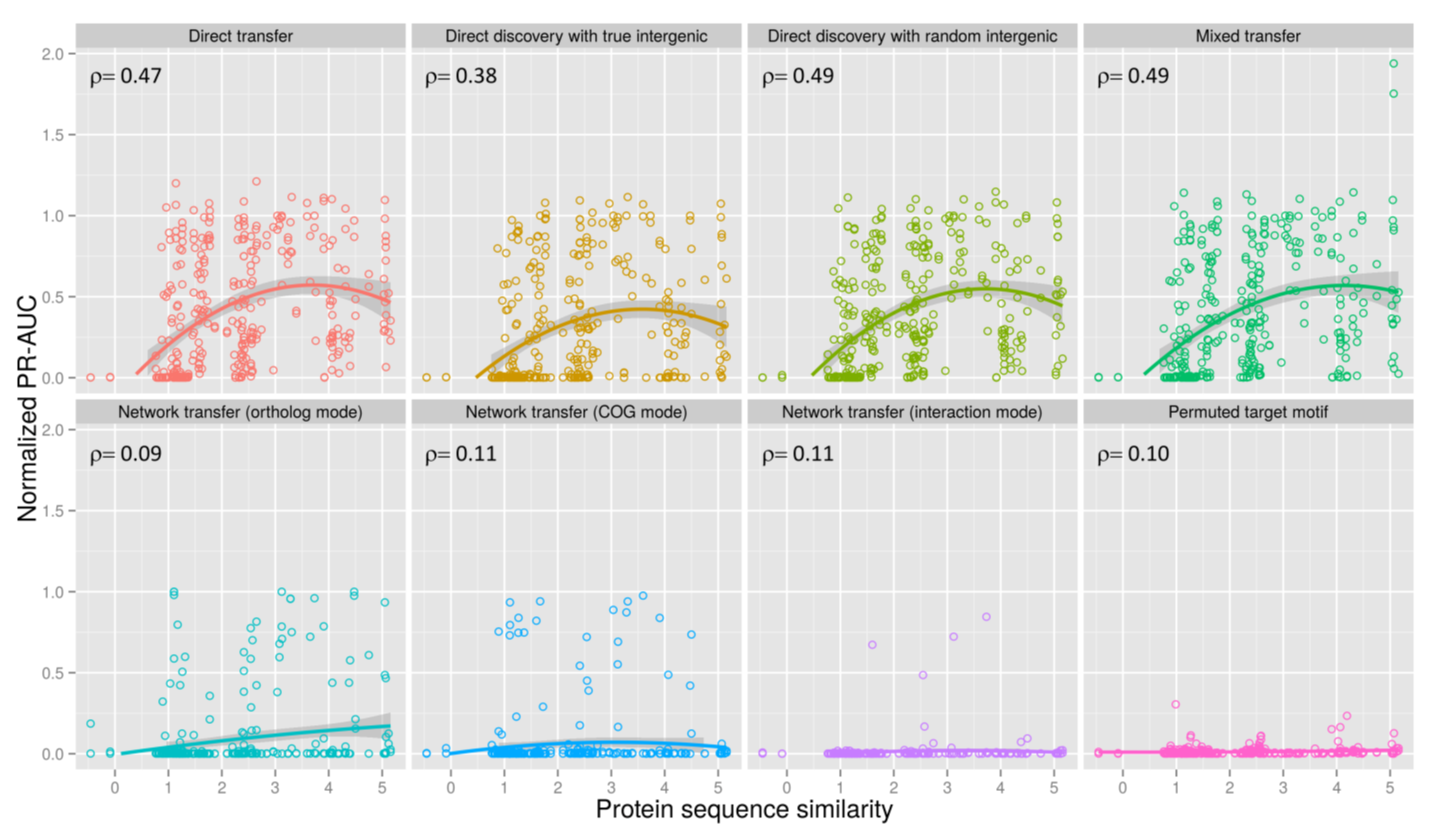 Direct transfer
Direct discovery with true intergenic
Direct discovery with random intergenic
Mixed transfer
2.0
ρ= 0.47
ρ= 0.38
ρ= 0.49
ρ= 0.49
1.5
1.0
0.5
0.0
Normalized PR-AUC
Network transfer (ortholog mode)
Network transfer (COG mode)
Network transfer (interaction mode)
Permuted target motif
2.0
ρ= 0.09
ρ= 0.11
ρ= 0.11
ρ= 0.10
1.5
1.0
0.5
0.0
0 1 2 3 4 5
0 1 2 3 4 5
0 1 2 3 4 5
0 1 2 3 4 5
Protein sequence similarity